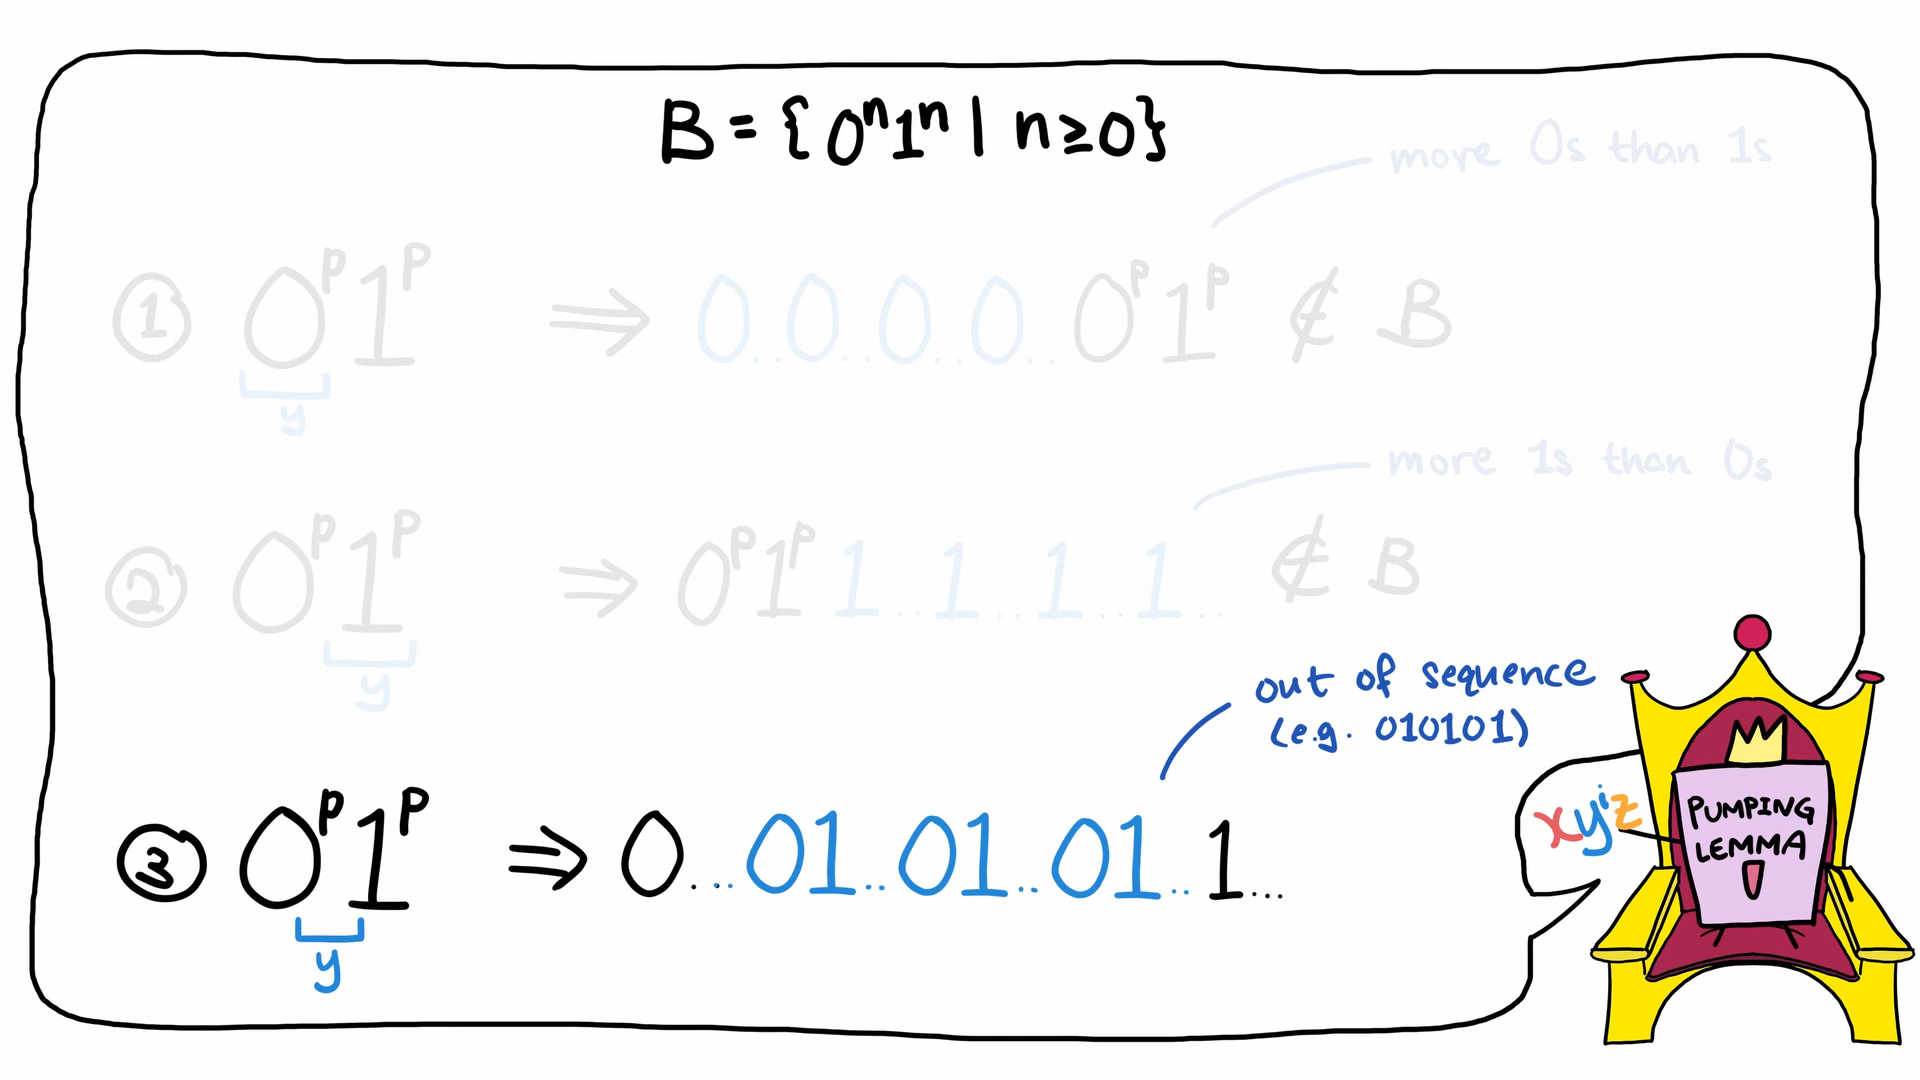 B = {0ⁿ1ⁿ | n ≥ 0}
more 0s than 1s
① 0ᵖ1ᵖ ⇒ 0..0..0..0..0ᵖ1ᵖ ∉ B
y
more 1s than 0s
② 0ᵖ1ᵖ ⇒ 0ᵖ1ᵖ1..1..1..1.. ∉ B
y
out of sequence
(e.g. 010101)
③ 0ᵖ1ᵖ ⇒ 0...01..01..01..1...
y
xyⁱz
PUMPING
LEMMA